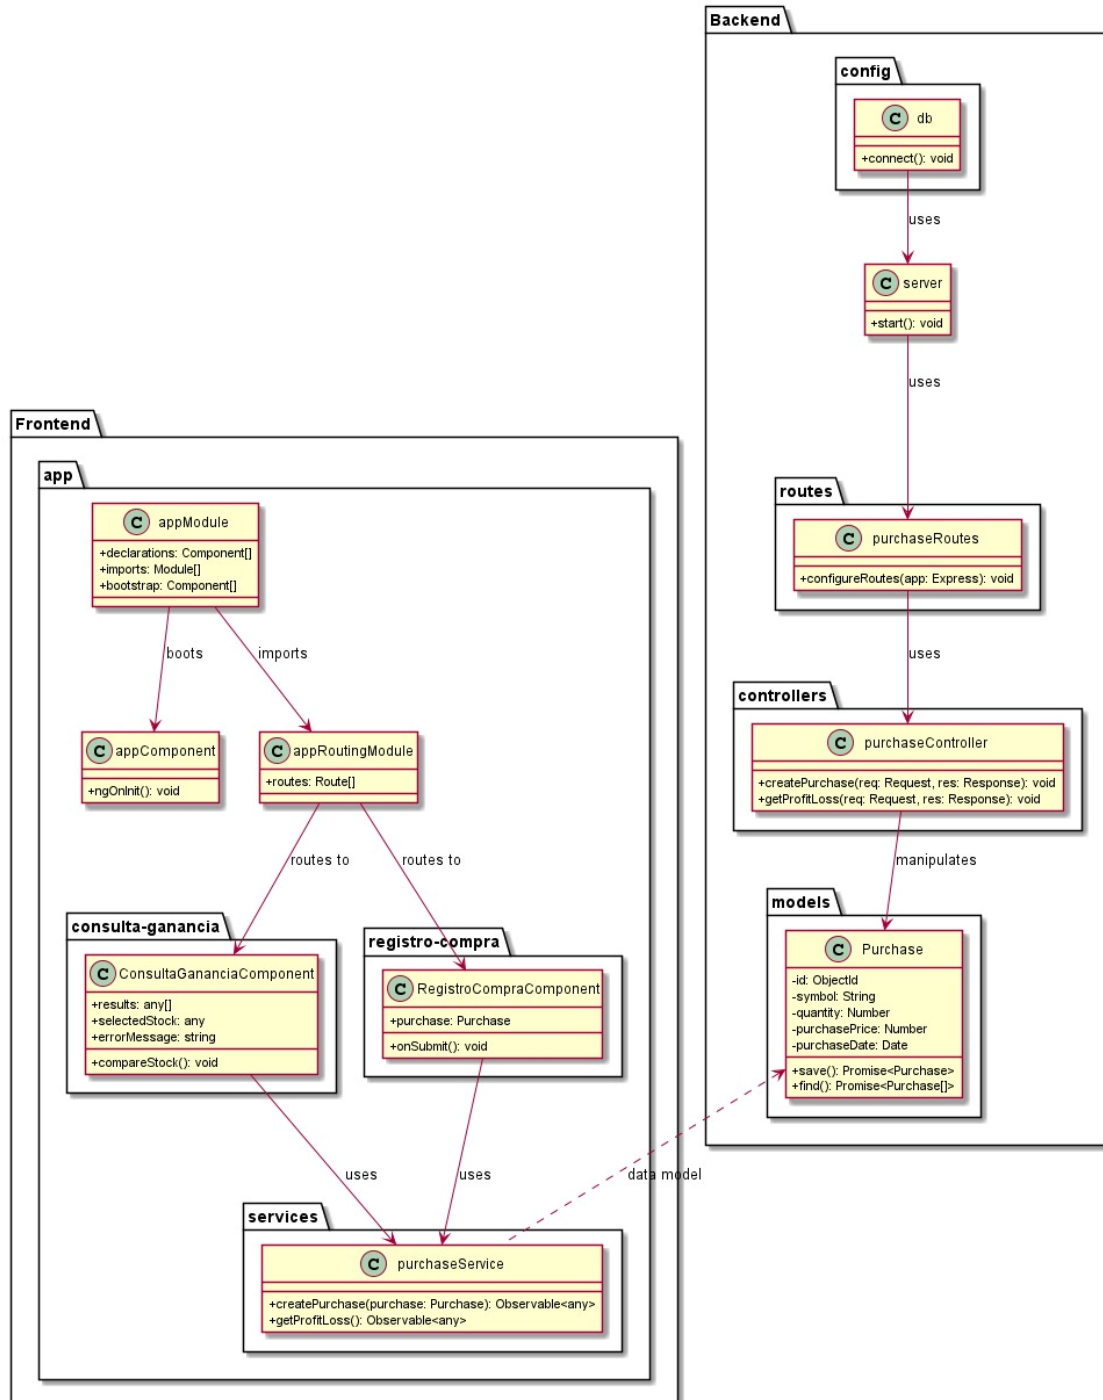 Backend
config
C db
+connect(): void
uses
C server
+start(): void
uses
routes
C purchaseRoutes
+configureRoutes(app: Express): void
uses
controllers
C purchaseController
+createPurchase(req: Request, res: Response): void
+getProfitLoss(req: Request, res: Response): void
manipulates
models
C Purchase
-id: ObjectId
-symbol: String
-quantity: Number
-purchasePrice: Number
-purchaseDate: Date
+save(): Promise<Purchase>
+find(): Promise<Purchase[]>
Frontend
app
C appModule
+declarations: Component[]
+imports: Module[]
+bootstrap: Component[]
boots
imports
C appComponent
+ngOnInit(): void
C appRoutingModule
+routes: Route[]
routes to
routes to
consulta-ganancia
C ConsultaGananciaComponent
+results: any[]
+selectedStock: any
+errorMessage: string
+compareStock(): void
registro-compra
C RegistroCompraComponent
+purchase: Purchase
+onSubmit(): void
uses
uses
data model
services
C purchaseService
+createPurchase(purchase: Purchase): Observable<any>
+getProfitLoss(): Observable<any>